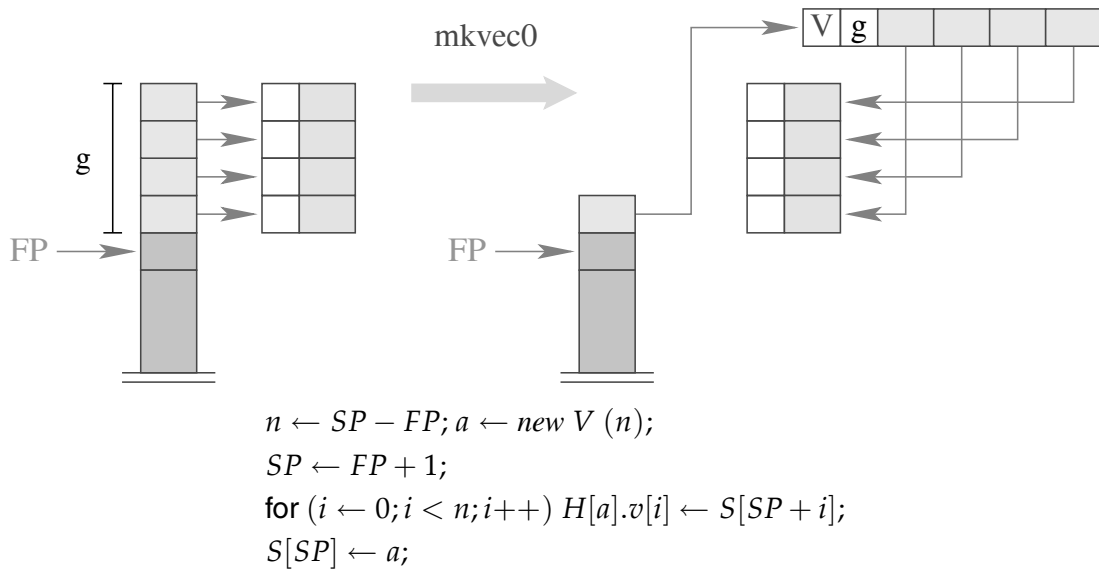 mkvec0
V g
g
FP
FP
n ← SP − FP; a ← new V (n);
SP ← FP + 1;
for (i ← 0; i < n; i++) H[a].v[i] ← S[SP + i];
S[SP] ← a;